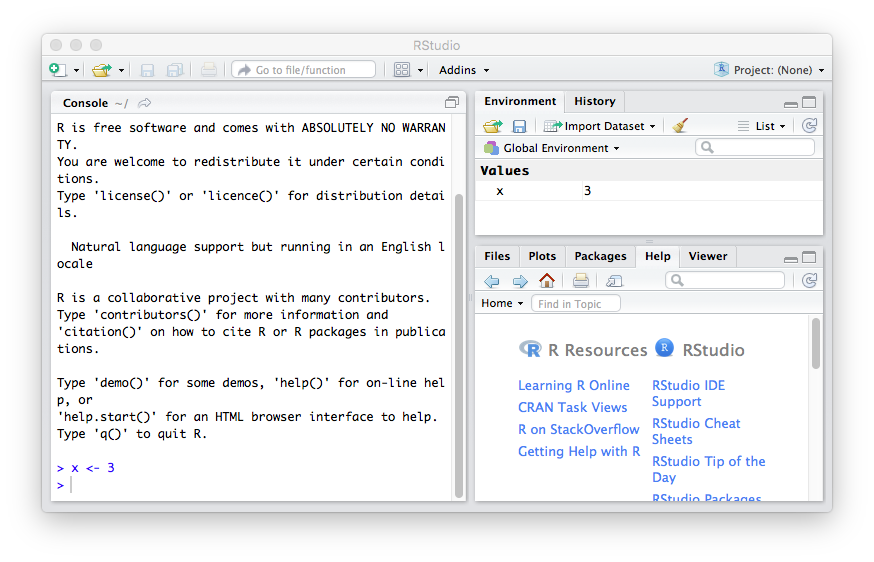 RStudio
Go to file/function
Addins
Project: (None)
Console ~/
R is free software and comes with ABSOLUTELY NO WARRAN
TY.
You are welcome to redistribute it under certain condi
tions.
Type 'license()' or 'licence()' for distribution detai
ls.
Natural language support but running in an English l
ocale
R is a collaborative project with many contributors.
Type 'contributors()' for more information and
'citation()' on how to cite R or R packages in publica
tions.
Type 'demo()' for some demos, 'help()' for on-line hel
p, or
'help.start()' for an HTML browser interface to help.
Type 'q()' to quit R.
> x <- 3
>
Environment History
Import Dataset List
Global Environment
Values
x 3
Files Plots Packages Help Viewer
Home Find in Topic
R R Resources
Learning R Online
CRAN Task Views
R on StackOverflow
Getting Help with R
R RStudio
RStudio IDE
Support
RStudio Cheat
Sheets
RStudio Tip of the
Day
RStudio Packages